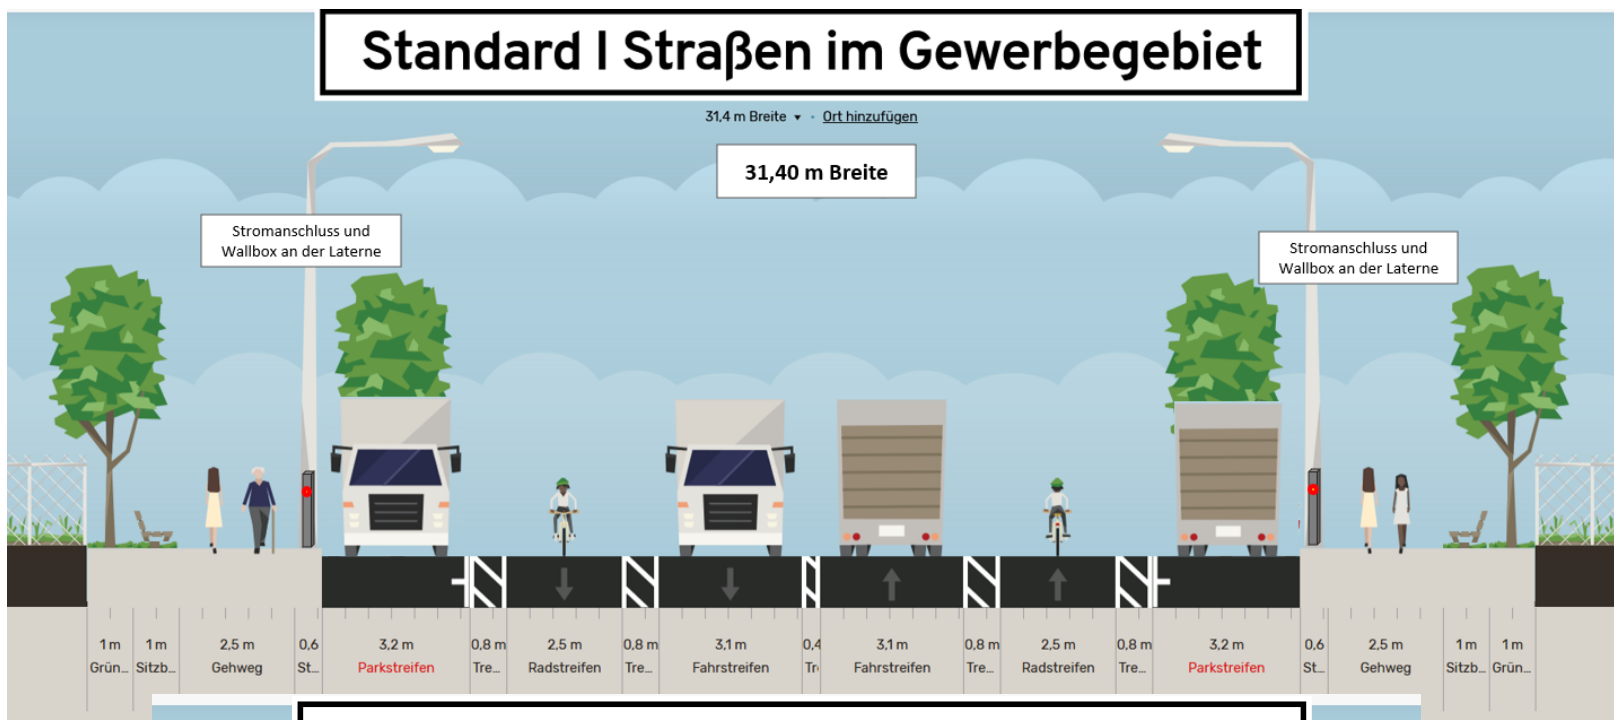 Standard I Straßen im Gewerbegebiet
31,4 m Breite ▾ · Ort hinzufügen
31,40 m Breite
Stromanschluss und
Wallbox an der Laterne
Stromanschluss und
Wallbox an der Laterne
1 m 1 m 2,5 m 0,6 3,2 m 0,8 m 2,5 m 0,8 m 3,1 m 0,4 3,1 m 0,8 m 2,5 m 0,8 m 3,2 m 0,6 2,5 m 1 m 1 m
Grün... Sitzb... Gehweg St... Parkstreifen Tre... Radstreifen Tre... Fahrstreifen Tr Fahrstreifen Tre... Radstreifen Tre... Parkstreifen St... Gehweg Sitzb... Grün...